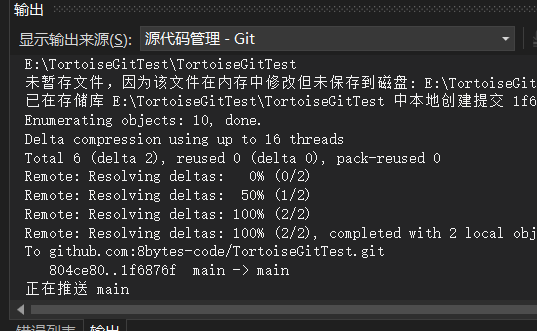 输出
显示输出来源(S): 源代码管理 - Git
E:\TortoiseGitTest\TortoiseGitTest
未暂存文件，因为该文件在内存中修改但未保存到磁盘: E:\TortoiseGit
已在存储库 E:\TortoiseGitTest\TortoiseGitTest 中本地创建提交 1f6
Enumerating objects: 10, done.
Delta compression using up to 16 threads
Total 6 (delta 2), reused 0 (delta 0), pack-reused 0
Remote: Resolving deltas:   0% (0/2)
Remote: Resolving deltas:  50% (1/2)
Remote: Resolving deltas: 100% (2/2)
Remote: Resolving deltas: 100% (2/2), completed with 2 local obj
To github.com:8bytes-code/TortoiseGitTest.git
   804ce80..1f6876f  main -> main
正在推送 main
错误列表 输出